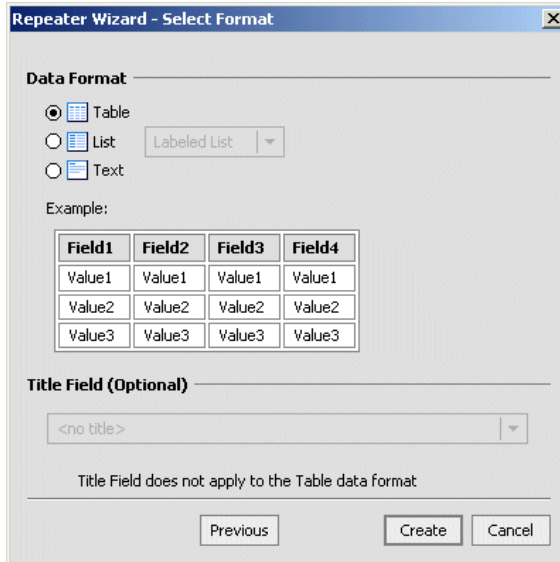 Repeater Wizard - Select Format
Data Format
Table
List Labeled List
Text
Example:
Field1 Field2 Field3 Field4
Value1 Value1 Value1 Value1
Value2 Value2 Value2 Value2
Value3 Value3 Value3 Value3
Title Field (Optional)
<no title>
Title Field does not apply to the Table data format
Previous Create Cancel